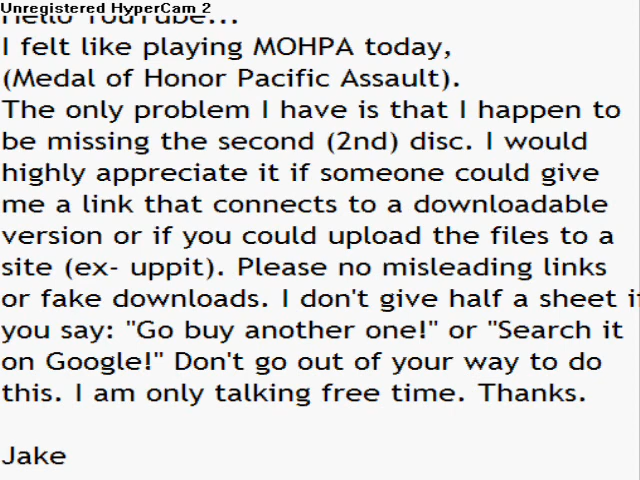 Unregistered HyperCam 2
Hello YouTube...
I felt like playing MOHPA today,
(Medal of Honor Pacific Assault).
The only problem I have is that I happen to
be missing the second (2nd) disc. I would
highly appreciate it if someone could give
me a link that connects to a downloadable
version or if you could upload the files to a
site (ex- uppit). Please no misleading links
or fake downloads. I don't give half a sheet if
you say: "Go buy another one!" or "Search it
on Google!" Don't go out of your way to do
this. I am only talking free time. Thanks.
Jake